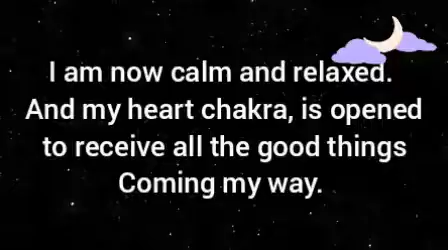 I am now calm and relaxed.
And my heart chakra, is opened
to receive all the good things
Coming my way.